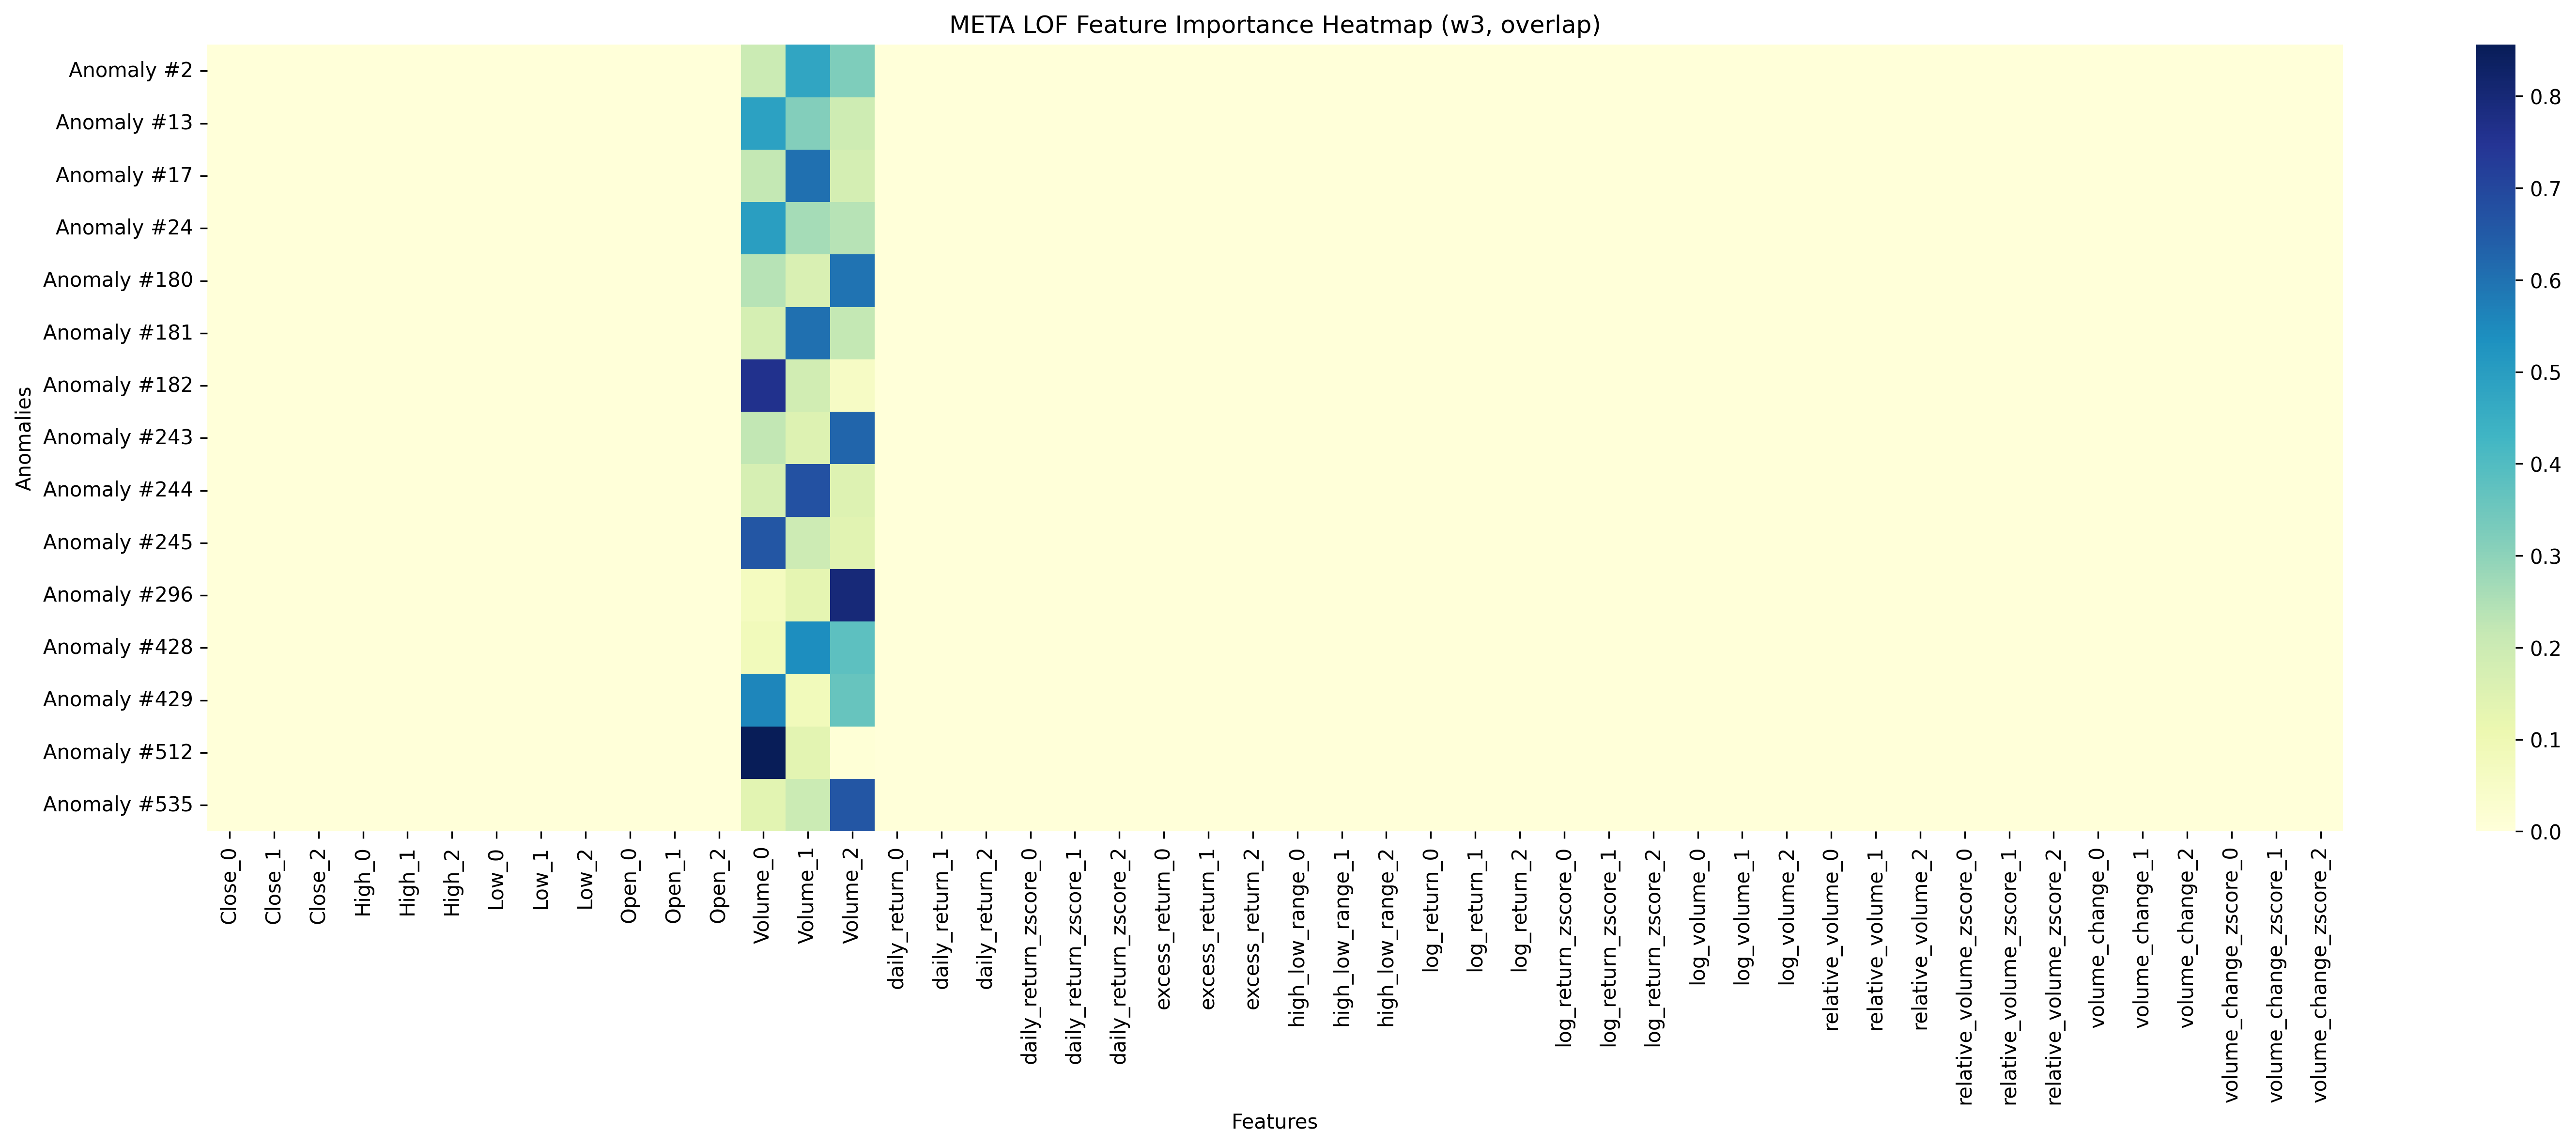 META LOF Feature Importance Heatmap (w3, overlap)
Anomalies
Anomaly #2
Anomaly #13
Anomaly #17
Anomaly #24
Anomaly #180
Anomaly #181
Anomaly #182
Anomaly #243
Anomaly #244
Anomaly #245
Anomaly #296
Anomaly #428
Anomaly #429
Anomaly #512
Anomaly #535
0.8
0.7
0.6
0.5
0.4
0.3
0.2
0.1
0.0
Close_0
Close_1
Close_2
High_0
High_1
High_2
Low_0
Low_1
Low_2
Open_0
Open_1
Open_2
Volume_0
Volume_1
Volume_2
daily_return_0
daily_return_1
daily_return_2
daily_return_zscore_0
daily_return_zscore_1
daily_return_zscore_2
excess_return_0
excess_return_1
excess_return_2
high_low_range_0
high_low_range_1
high_low_range_2
log_return_0
log_return_1
log_return_2
log_return_zscore_0
log_return_zscore_1
log_return_zscore_2
log_volume_0
log_volume_1
log_volume_2
relative_volume_0
relative_volume_1
relative_volume_2
relative_volume_zscore_0
relative_volume_zscore_1
relative_volume_zscore_2
volume_change_0
volume_change_1
volume_change_2
volume_change_zscore_0
volume_change_zscore_1
volume_change_zscore_2
Features